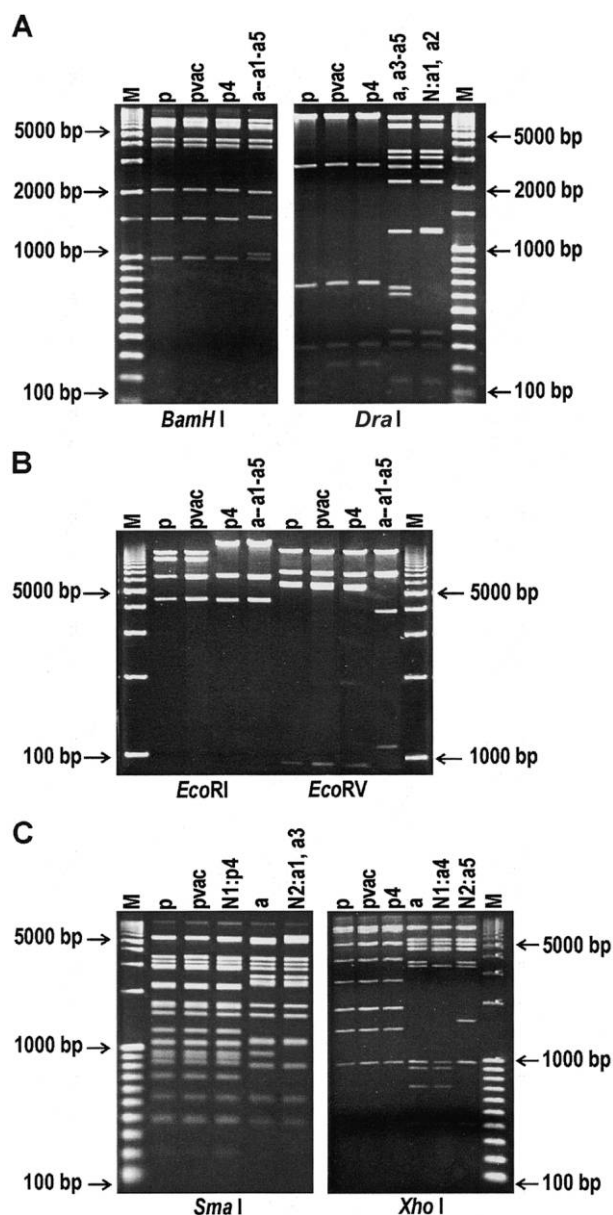 A
M
p
pvac
p4
a–a1-a5
p
pvac
p4
a, a3-a5
N:a1, a2
M
5000 bp
2000 bp
1000 bp
100 bp
5000 bp
2000 bp
1000 bp
100 bp
BamH I
Dra I
B
M
p
pvac
p4
a–a1-a5
p
pvac
p4
a–a1-a5
M
5000 bp
100 bp
5000 bp
1000 bp
EcoRI
EcoRV
C
M
p
pvac
N1:p4
a
N2:a1, a3
p
pvac
p4
a
N1:a4
N2:a5
M
5000 bp
1000 bp
100 bp
5000 bp
1000 bp
100 bp
Sma I
Xho I